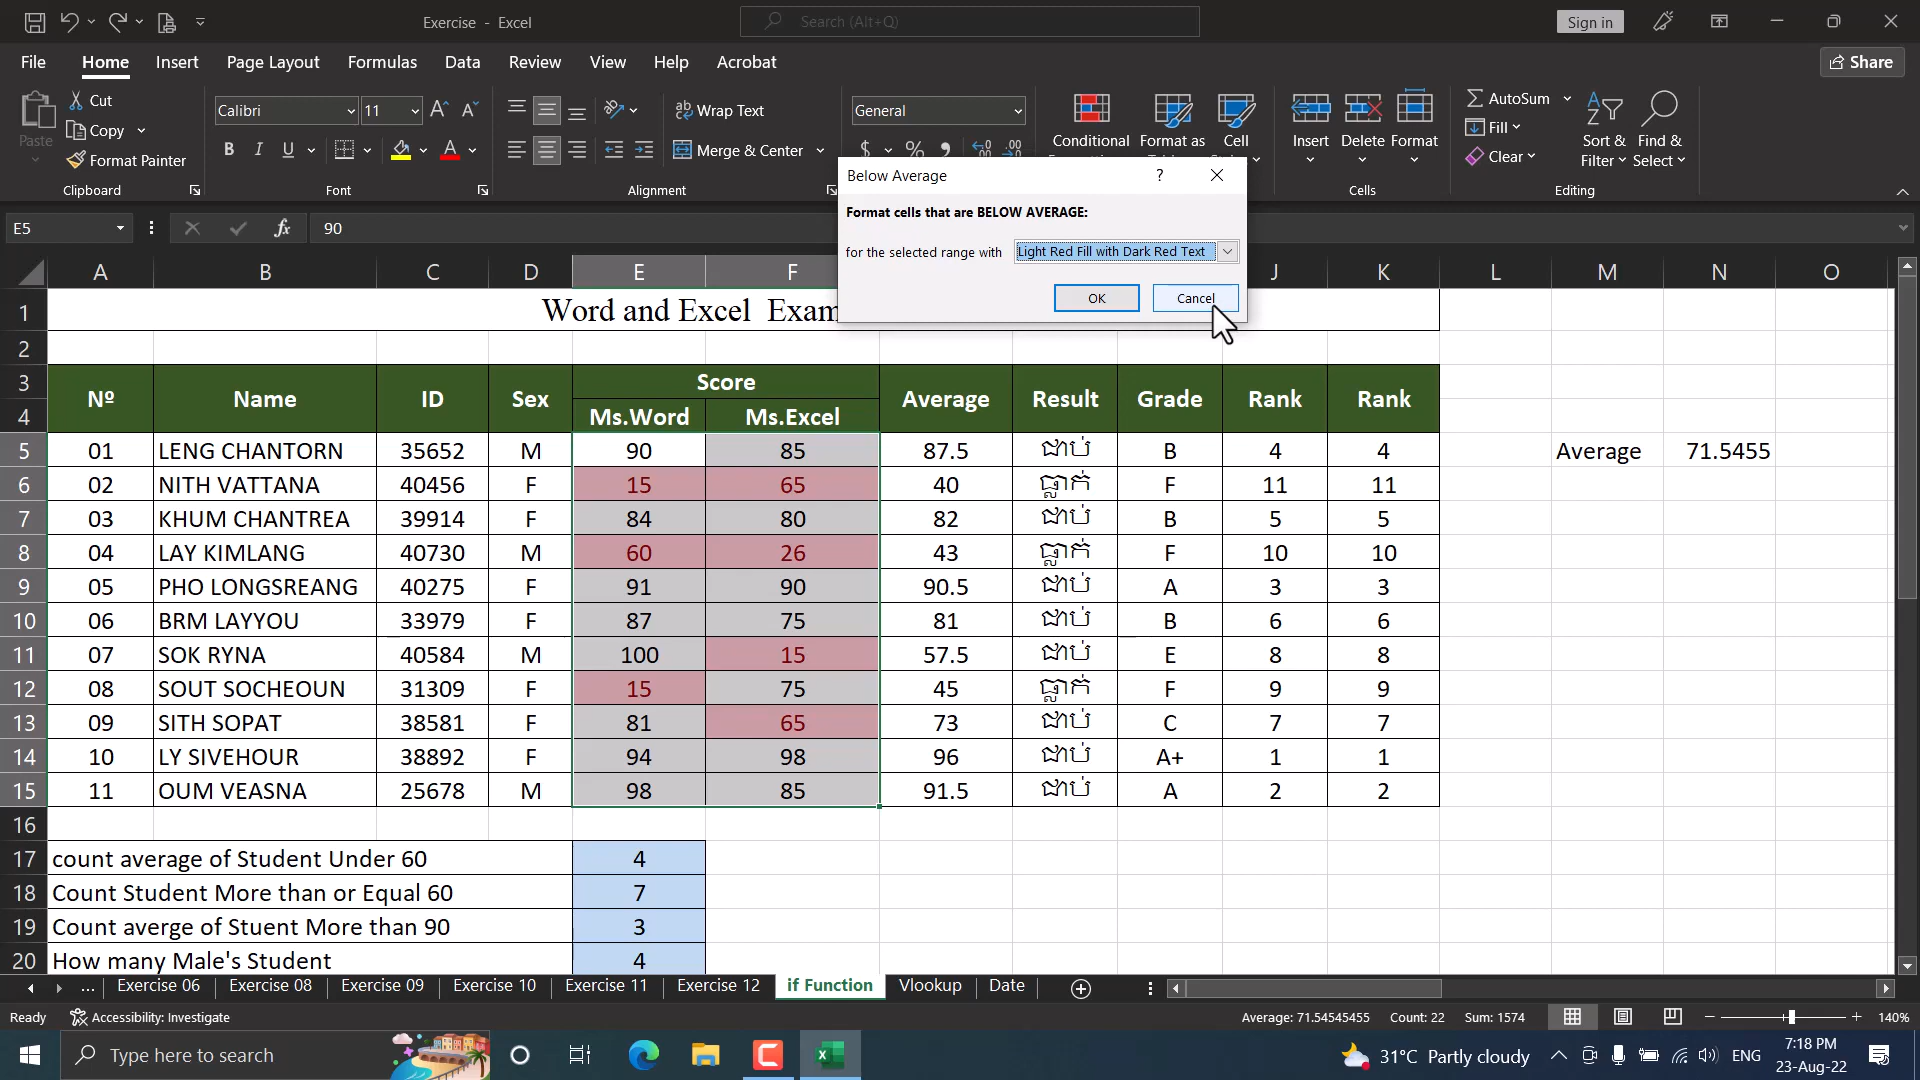 Exercise - Excel
Search (Alt+Q)
Sign in
File Home Insert Page Layout Formulas Data Review View Help Acrobat
Share
Paste
Cut
Copy
Format Painter
Clipboard
Calibri 11
B I U
Font
Wrap Text
Merge & Center
Alignment
General
$ % ,
Conditional
Format as
Cell
Insert Delete Format
Cells
AutoSum
Fill
Clear
Sort &
Filter
Find &
Select
Editing
Below Average
?
Format cells that are BELOW AVERAGE:
for the selected range with Light Red Fill with Dark Red Text
OK Cancel
E5 fx 90
A B C D E F J K L M N O
1 Word and Excel Exam
2
3 Nº Name ID Sex Score Average Result Grade Rank Rank
4 Ms.Word Ms.Excel
5 01 LENG CHANTORN 35652 M 90 85 87.5 ជាប់ B 4 4 Average 71.5455
6 02 NITH VATTANA 40456 F 15 65 40 ធ្លាក់ F 11 11
7 03 KHUM CHANTREA 39914 F 84 80 82 ជាប់ B 5 5
8 04 LAY KIMLANG 40730 M 60 26 43 ធ្លាក់ F 10 10
9 05 PHO LONGSREANG 40275 F 91 90 90.5 ជាប់ A 3 3
10 06 BRM LAYYOU 33979 F 87 75 81 ជាប់ B 6 6
11 07 SOK RYNA 40584 M 100 15 57.5 ជាប់ E 8 8
12 08 SOUT SOCHEOUN 31309 F 15 75 45 ធ្លាក់ F 9 9
13 09 SITH SOPAT 38581 F 81 65 73 ជាប់ C 7 7
14 10 LY SIVEHOUR 38892 F 94 98 96 ជាប់ A+ 1 1
15 11 OUM VEASNA 25678 M 98 85 91.5 ជាប់ A 2 2
16
17 count average of Student Under 60 4
18 Count Student More than or Equal 60 7
19 Count averge of Stuent More than 90 3
20 How many Male's Student 4
... Exercise 06 Exercise 08 Exercise 09 Exercise 10 Exercise 11 Exercise 12 if Function Vlookup Date
Ready Accessibility: Investigate Average: 71.54545455 Count: 22 Sum: 1574 140%
Type here to search
31°C Partly cloudy
ENG
7:18 PM
23-Aug-22